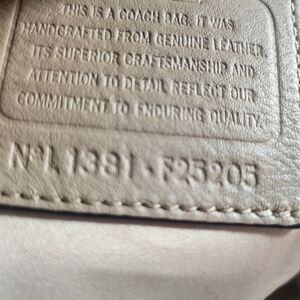 THIS IS A COACH BAG. IT WAS
HANDCRAFTED FROM GENUINE LEATHER.
ITS SUPERIOR CRAFTSMANSHIP AND
ATTENTION TO DETAIL REFLECT OUR
COMMITMENT TO ENDURING QUALITY.
Nº L1381-F25205